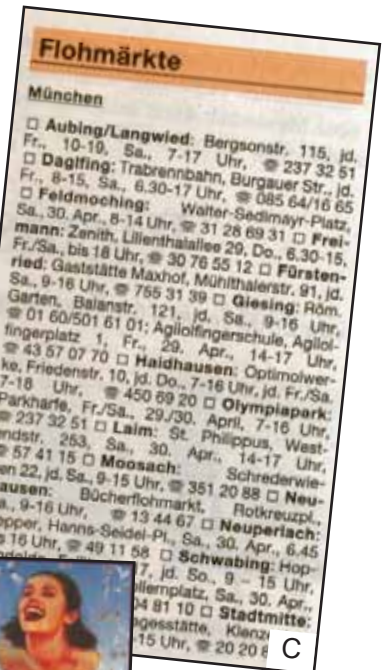 Flohmärkte
München
□ Aubing/Langwied: Bergsonstr. 115, jd.
Fr., 10-19, Sa., 7-17 Uhr, ☎ 237 32 51
□ Daglfing: Trabrennbahn, Burgauer Str., jd.
Fr., 8-15, Sa., 6.30-17 Uhr, ☎ 085 64/16 65
□ Feldmoching: Walter-Sedlmayr-Platz,
Sa., 30. Apr., 8-14 Uhr, ☎ 31 28 69 31 □ Frei-
mann: Zenith, Lilienthalallee 29, Do., 6.30-15,
Fr./Sa., bis 18 Uhr, ☎ 30 76 55 12 □ Fürsten-
ried: Gaststätte Maxhof, Mühlthalerstr. 91, jd.
Sa., 9-16 Uhr, ☎ 755 31 39 □ Giesing: Röm.
Garten, Balanstr. 121, jd. Sa., 9-16 Uhr,
☎ 01 60/501 61 01; Agilolfingerschule, Agilol-
fingerplatz 1, Fr., 29. Apr., 14-17 Uhr,
☎ 43 57 07 70 □ Haidhausen: Optimolwer-
ke, Friedenstr. 10, jd. Do., 7-16 Uhr, jd. Fr./Sa.
7-18 Uhr, ☎ 450 69 20 □ Olympiapark:
Parkharfe, Fr./Sa., 29./30. April, 7-16 Uhr,
☎ 237 32 51 □ Laim: St. Philippus, West-
endstr. 253, Sa., 30. Apr., 14-17 Uhr,
☎ 57 41 15 □ Moosach: Schrederwie-
en 22, jd. Sa., 9-15 Uhr, ☎ 351 20 88 □ Neu-
ausen: Bücherflohmarkt, Rotkreuzpl.,
a., 9-16 Uhr, ☎ 13 44 67 □ Neuperlach:
epper, Hanns-Seidel-Pl., Sa., 30. Apr., 6.45
s 16 Uhr, ☎ 49 11 58 □ Schwabing: Hop-
7, jd. So., 9 – 15 Uhr,
Sa., 30. Apr.,
04 81 10 □ Stadtmitte:
gesstätte,
-15 Uhr, ☎ 20 20
C